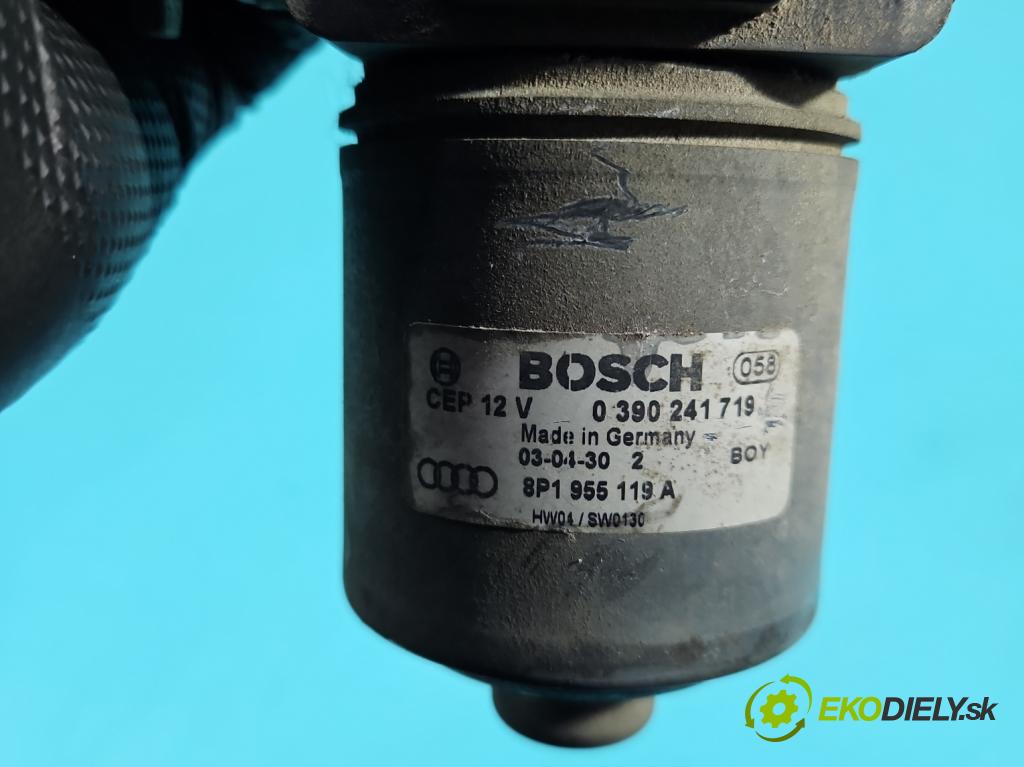 BOSCH 058
CEP 12 V 0 390 241 719
Made in Germany
03-04-30 2 BOY
8P1 955 119 A
HW04 / SW0130
EKODIELY.sk